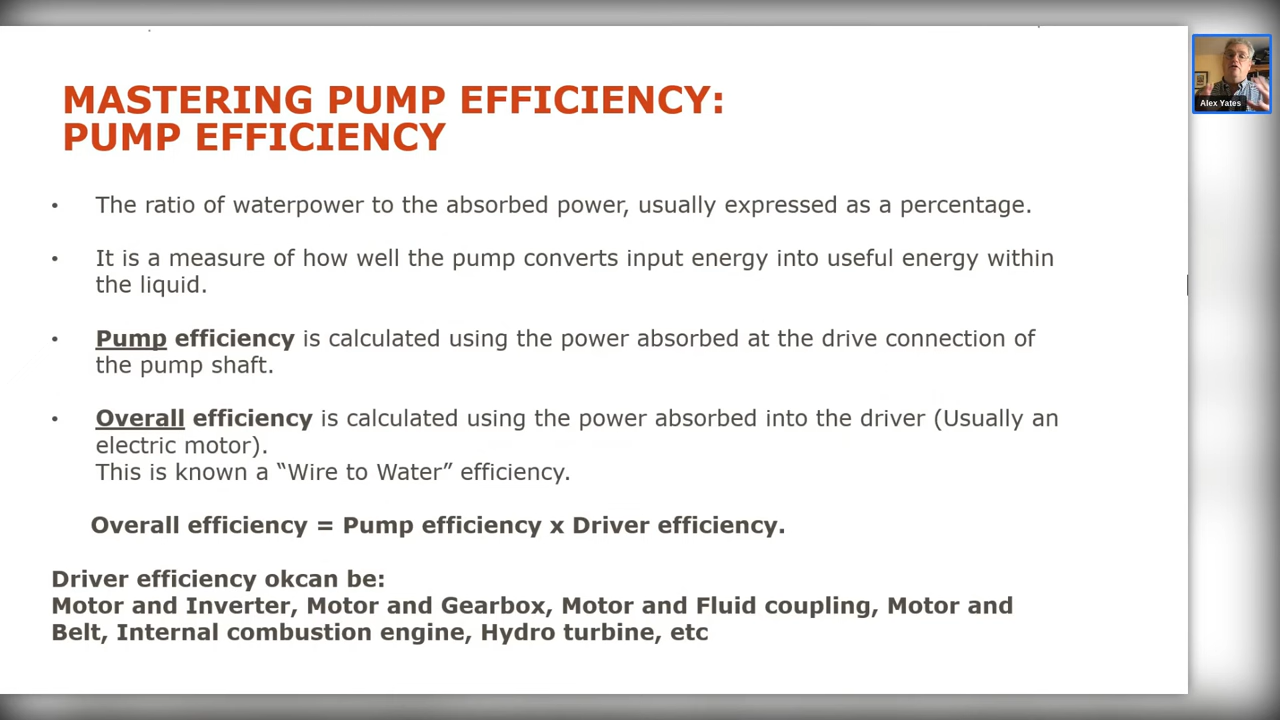 MASTERING PUMP EFFICIENCY:
PUMP EFFICIENCY
• The ratio of waterpower to the absorbed power, usually expressed as a percentage.
• It is a measure of how well the pump converts input energy into useful energy within
the liquid.
• Pump efficiency is calculated using the power absorbed at the drive connection of
the pump shaft.
• Overall efficiency is calculated using the power absorbed into the driver (Usually an
electric motor).
This is known a “Wire to Water” efficiency.
Overall efficiency = Pump efficiency x Driver efficiency.
Driver efficiency okcan be:
Motor and Inverter, Motor and Gearbox, Motor and Fluid coupling, Motor and
Belt, Internal combustion engine, Hydro turbine, etc
Alex Yates